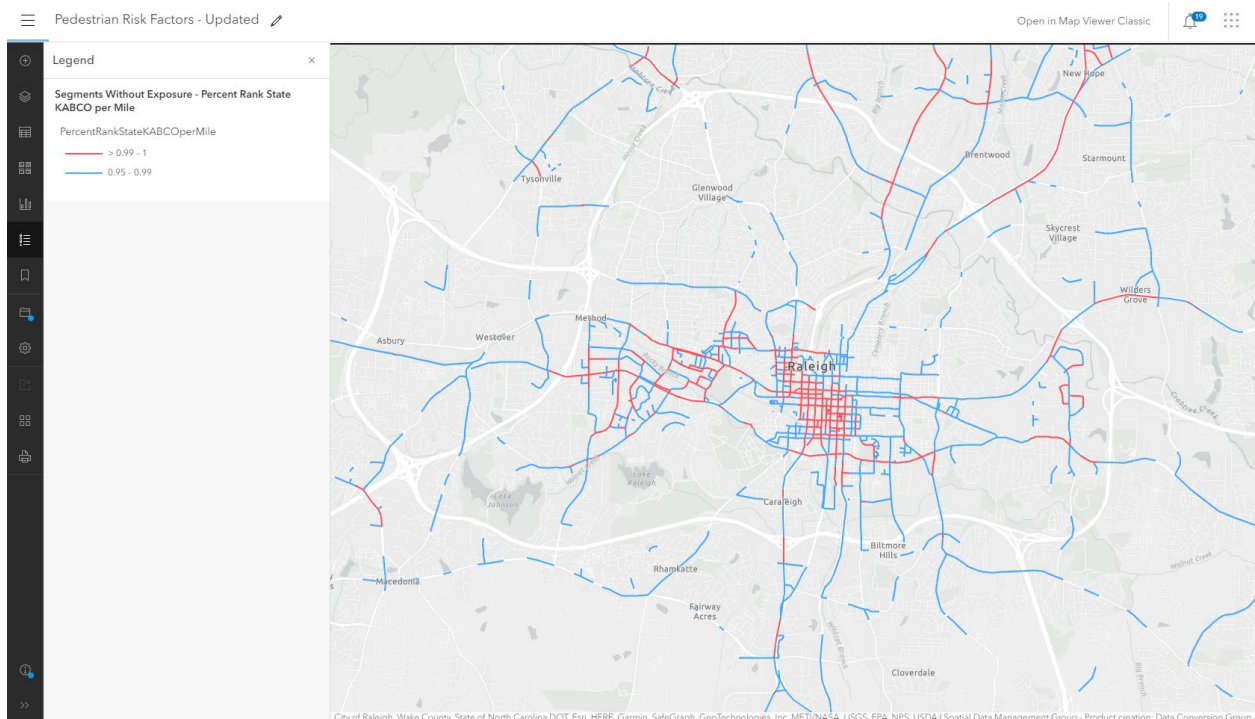 Pedestrian Risk Factors - Updated
Open in Map Viewer Classic
19
Legend
Segments Without Exposure - Percent Rank State
KABCO per Mile
PercentRankStateKABCOperMile
> 0.99 - 1
0.95 - 0.99
New Hope
Brentwood
Starmount
Tysonville
Glenwood
Village
Skycrest
Village
Wilders
Grove
Method
Asbury
Westover
Raleigh
Crabtree Creek
Lake
Raleigh
Lake
Johnson
Caraleigh
Biltmore
Hills
Walnut Creek
Rhamkatte
Macedonia
Fairway
Acres
Cloverdale
Big Branch
City of Raleigh, Wake County, State of North Carolina DOT, Esri, HERE, Garmin, SafeGraph, GeoTechnologies, Inc, METI/NASA, USGS, EPA, NPS, USDA | Spatial Data Management Group - Product creation; Data Conversion Group